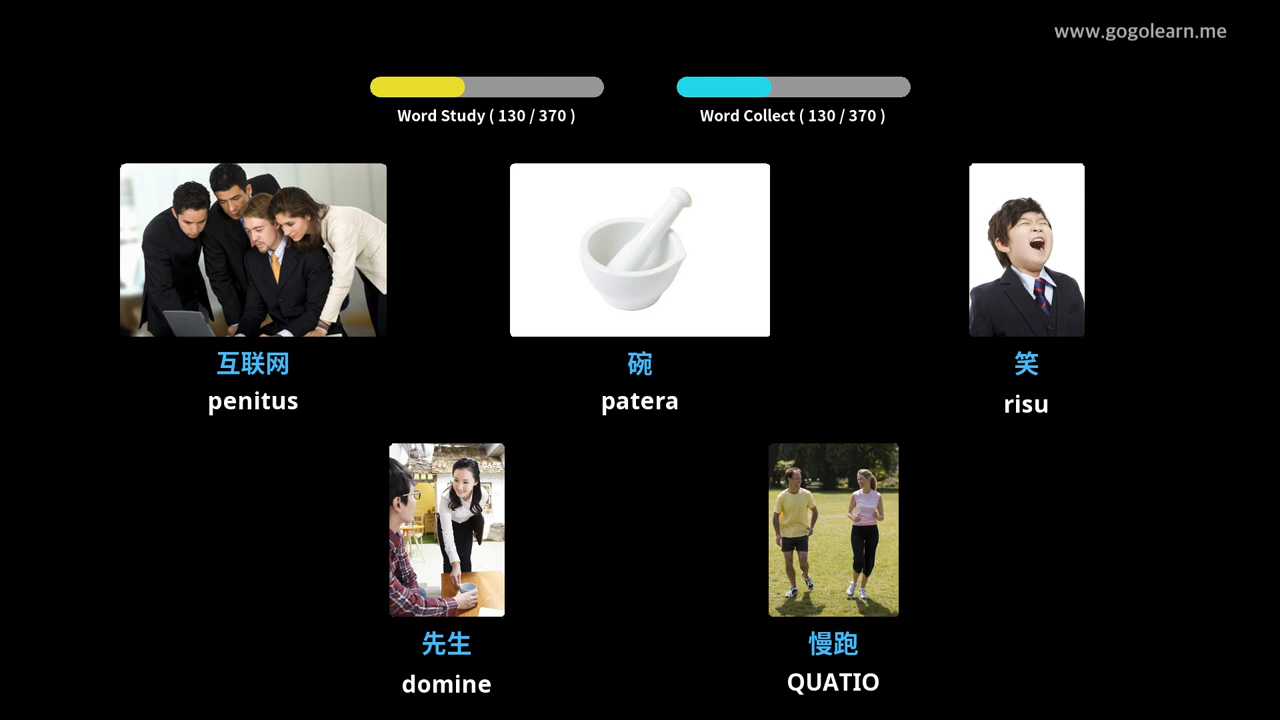 www.gogolearn.me
Word Study ( 130 / 370 )
Word Collect ( 130 / 370 )
互联网
penitus
碗
patera
笑
risu
先生
domine
慢跑
QUATIO